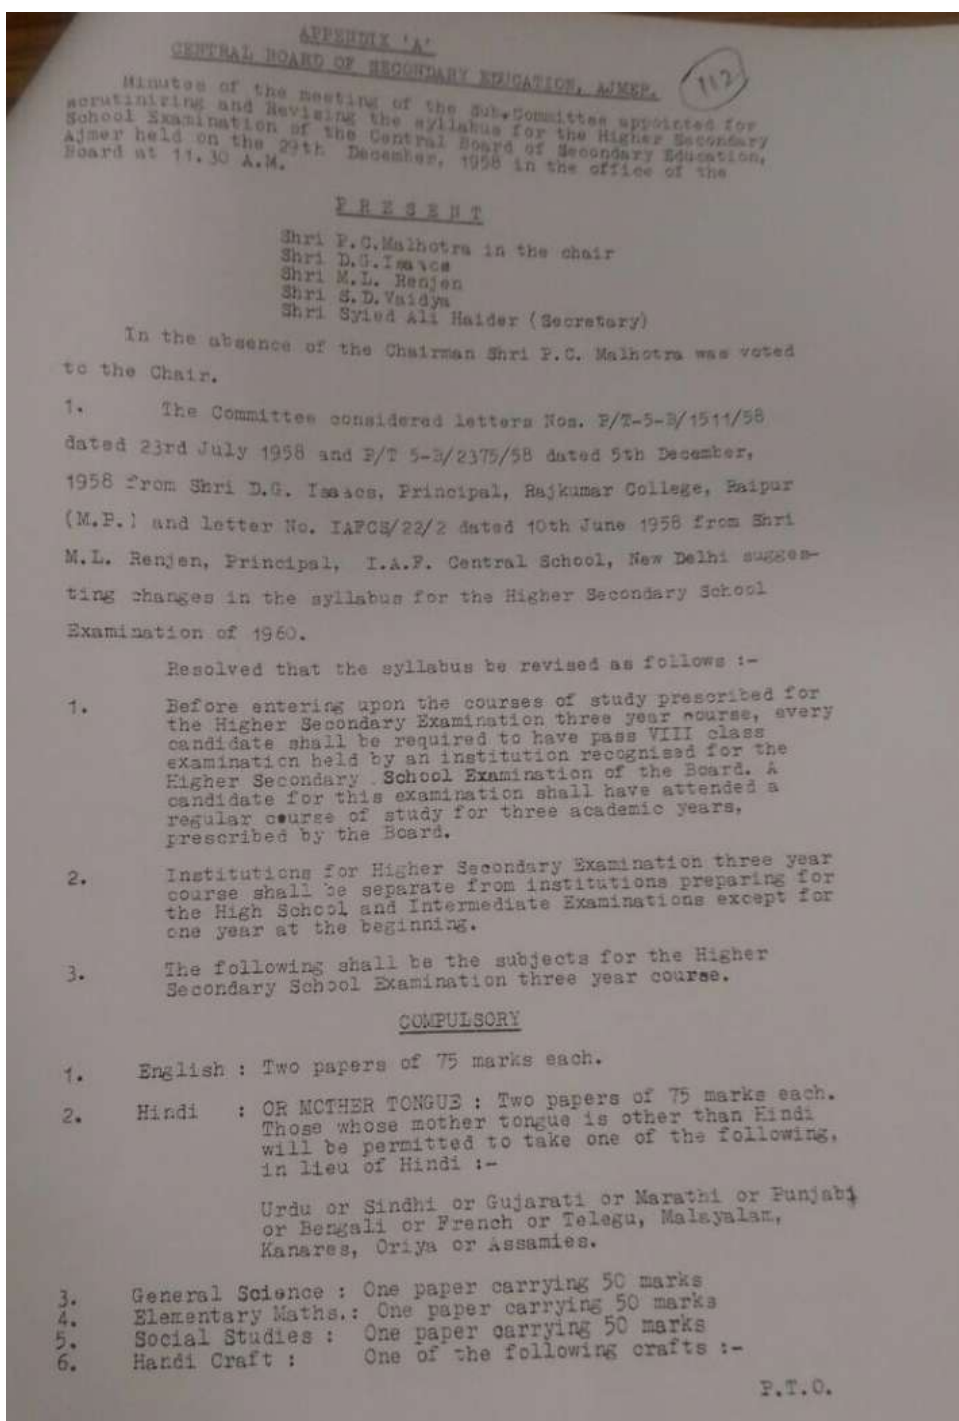 APPENDIX 'A'
CENTRAL BOARD OF SECONDARY EDUCATION, AJMER.
112
Minutes of the meeting of the Sub.Committee appointed for
scrutinizing and Revising the syllabus for the Higher Secondary
School Examination of the Central Board of Secondary Education,
Ajmer held on the 29th December, 1958 in the office of the
Board at 11.30 A.M.
P R E S E N T
Shri P.C.Malhotra in the chair
Shri D.G.Isaacs
Shri M.L. Renjen
Shri S.D.Vaidya
Shri Syied Ali Haider (Secretary)
In the absence of the Chairman Shri P.C. Malhotra was voted
to the Chair.
1. The Committee considered letters Nos. P/T-5-B/1511/58
dated 23rd July 1958 and P/T 5-B/2375/58 dated 5th December,
1958 from Shri D.G. Isaacs, Principal, Rajkumar College, Raipur
(M.P.) and letter No. IAFCS/22/2 dated 10th June 1958 from Shri
M.L. Renjen, Principal, I.A.F. Central School, New Delhi sugges-
ting changes in the syllabus for the Higher Secondary School
Examination of 1960.
Resolved that the syllabus be revised as follows :-
1. Before entering upon the courses of study prescribed for
the Higher Secondary Examination three year course, every
candidate shall be required to have pass VIII class
examination held by an institution recognised for the
Higher Secondary School Examination of the Board. A
candidate for this examination shall have attended a
regular course of study for three academic years,
prescribed by the Board.
2. Institutions for Higher Secondary Examination three year
course shall be separate from institutions preparing for
the High School and Intermediate Examinations except for
one year at the beginning.
3. The following shall be the subjects for the Higher
Secondary School Examination three year course.
COMPULSORY
1. English : Two papers of 75 marks each.
2. Hindi : OR MOTHER TONGUE : Two papers of 75 marks each.
Those whose mother tongue is other than Hindi
will be permitted to take one of the following,
in lieu of Hindi :-
Urdu or Sindhi or Gujarati or Marathi or Punjabi
or Bengali or French or Telegu, Malayalam,
Kanares, Oriya or Assamies.
3. General Science : One paper carrying 50 marks
4. Elementary Maths.: One paper carrying 50 marks
5. Social Studies : One paper carrying 50 marks
6. Handi Craft : One of the following crafts :-
P.T.O.